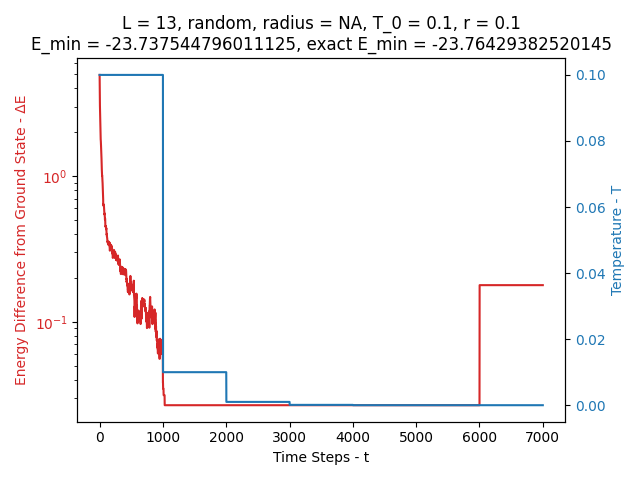 L = 13, random, radius = NA, T_0 = 0.1, r = 0.1
E_min = -23.737544796011125, exact E_min = -23.76429382520145
Energy Difference from Ground State - ΔE
10^0
10^-1
0.10
0.08
0.06
0.04
0.02
0.00
Temperature - T
0 1000 2000 3000 4000 5000 6000 7000
Time Steps - t